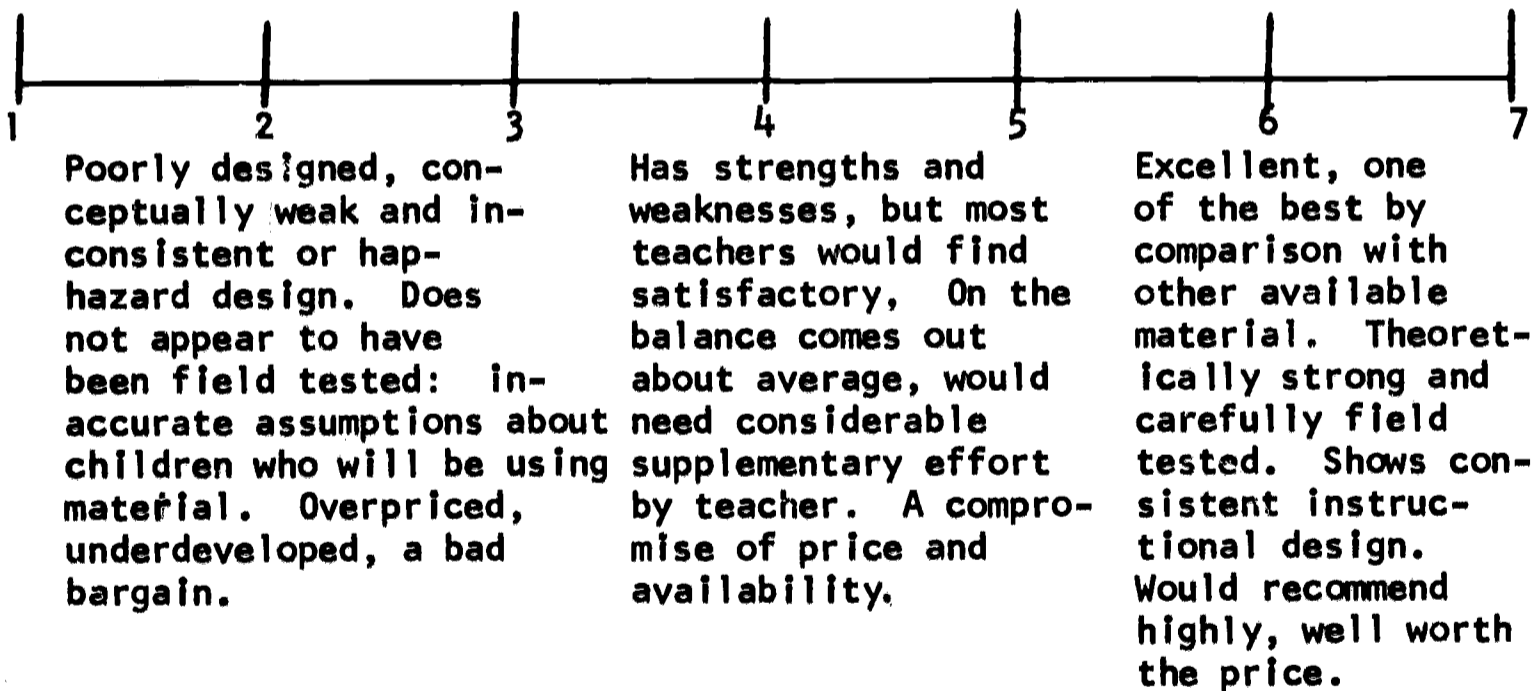 1 2 3 4 5 6 7
Poorly designed, con-
ceptually weak and in-
consistent or hap-
hazard design. Does
not appear to have
been field tested: in-
accurate assumptions about
children who will be using
material. Overpriced,
underdeveloped, a bad
bargain.
Has strengths and
weaknesses, but most
teachers would find
satisfactory, On the
balance comes out
about average, would
need considerable
supplementary effort
by teacher. A compro-
mise of price and
availability.
Excellent, one
of the best by
comparison with
other available
material. Theoret-
ically strong and
carefully field
tested. Shows con-
sistent instruc-
tional design.
Would recommend
highly, well worth
the price.